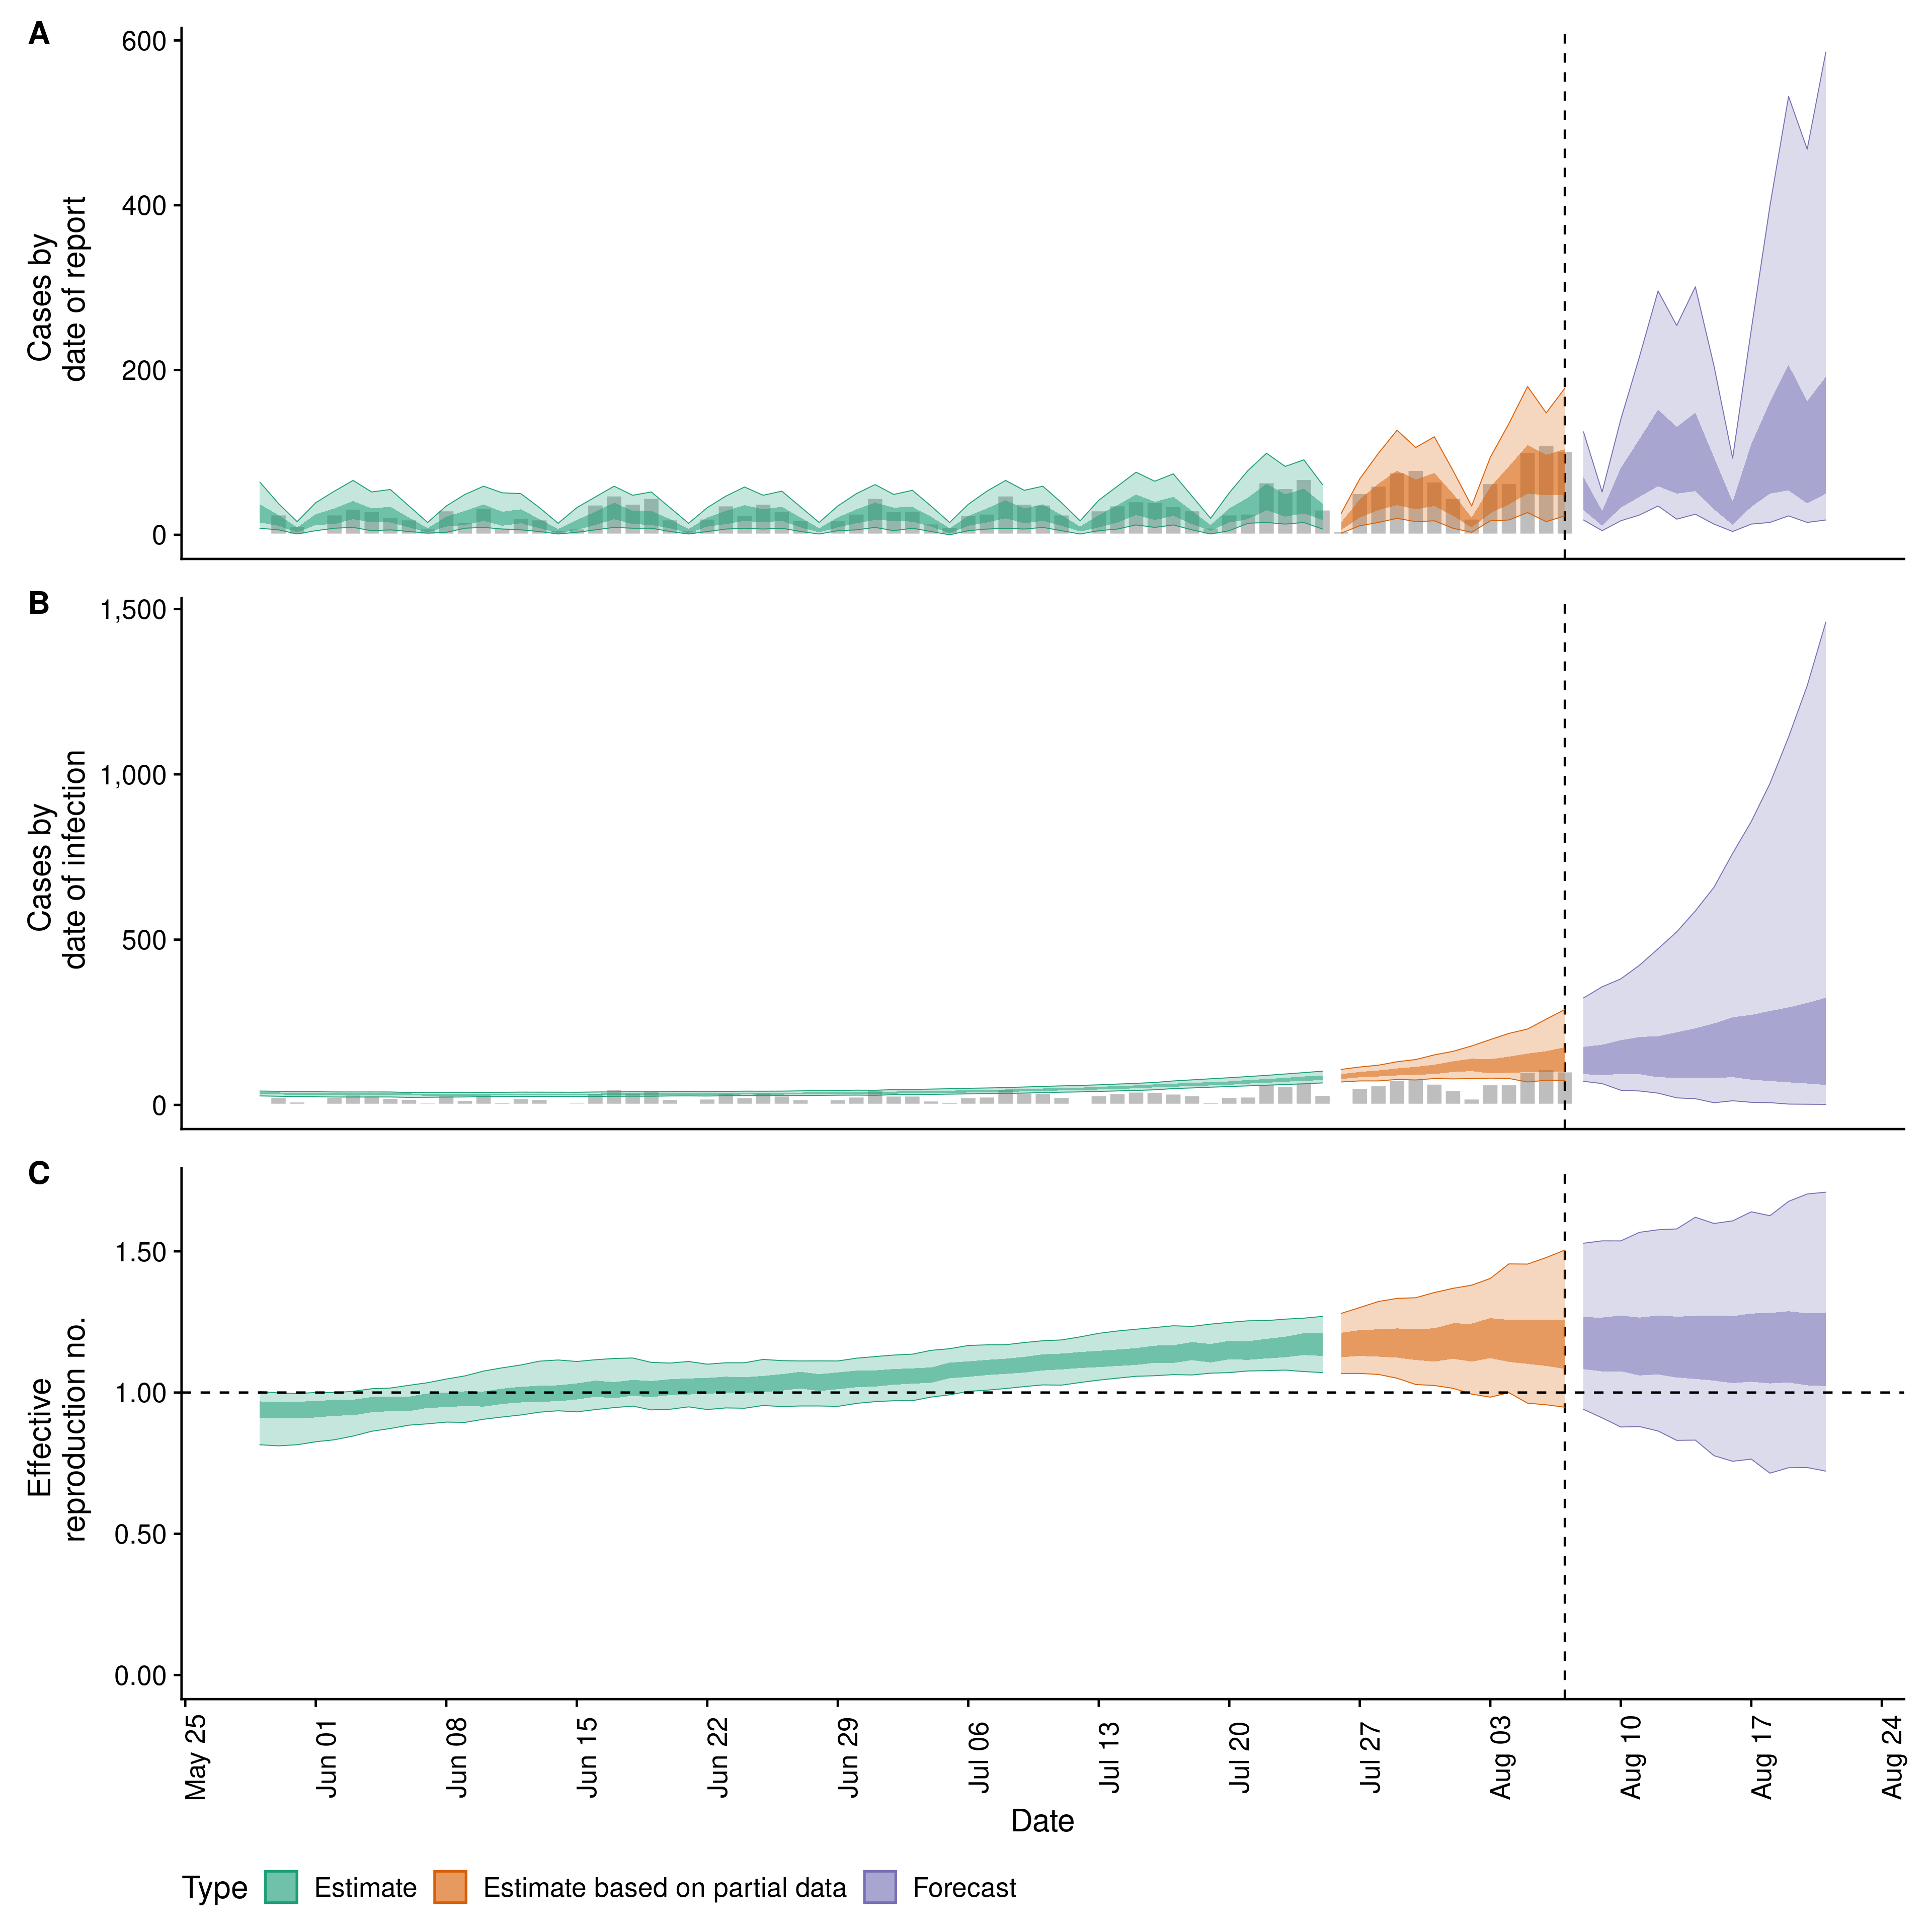 A
600
400
200
0
Cases by
date of report
B
1,500
1,000
500
0
Cases by
date of infection
C
1.50
1.00
0.50
0.00
Effective
reproduction no.
May 25
Jun 01
Jun 08
Jun 15
Jun 22
Jun 29
Jul 06
Jul 13
Jul 20
Jul 27
Aug 03
Aug 10
Aug 17
Aug 24
Date
Type Estimate Estimate based on partial data Forecast